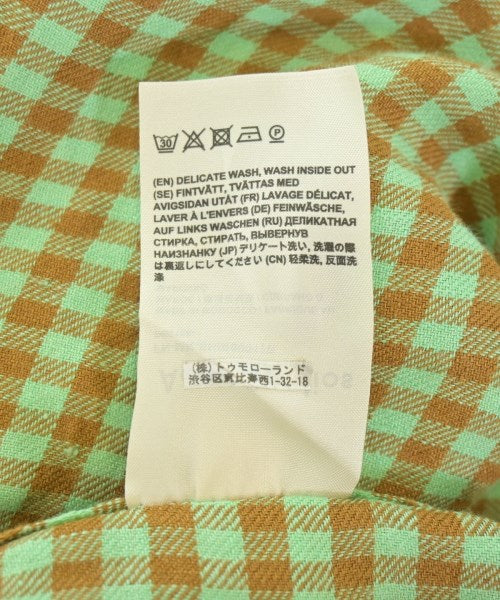 30 P
(EN) DELICATE WASH, WASH INSIDE OUT
(SE) FINTVÄTT, TVÄTTAS MED
AVIGSIDAN UTÅT (FR) LAVAGE DÉLICAT,
LAVER À L'ENVERS (DE) FEINWÄSCHE,
AUF LINKS WASCHEN (RU) ДЕЛИКАТНАЯ
СТИРКА, СТИРАТЬ, ВЫВЕРНУВ
НАИЗНАНКУ (JP) デリケート洗い, 洗濯の際
は裏返しにしてください (CN) 轻柔洗, 反面洗
涤
(株) トゥモローランド
渋谷区恵比寿西1-32-18